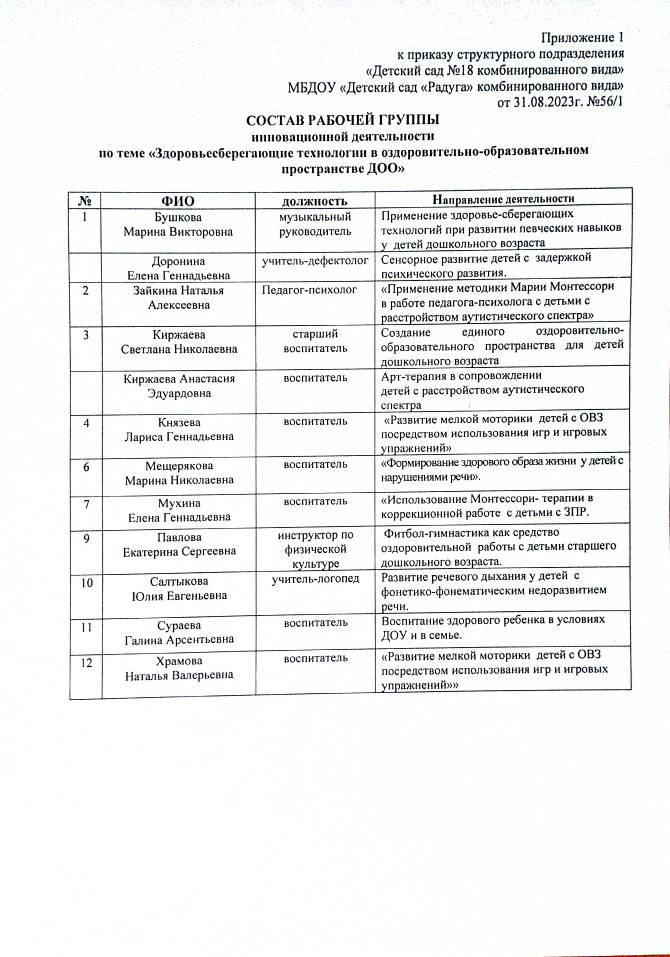 Приложение 1
к приказу структурного подразделения
«Детский сад №18 комбинированного вида»
МБДОУ «Детский сад «Радуга» комбинированного вида»
от 31.08.2023г. №56/1
СОСТАВ РАБОЧЕЙ ГРУППЫ
инновационной деятельности
по теме «Здоровьесберегающие технологии в оздоровительно-образовательном
пространстве ДОО»
№ ФИО должность Направление деятельности
1 Бушкова музыкальный Применение здоровье-сберегающих
Марина Викторовна руководитель технологий при развитии певческих навыков
у детей дошкольного возраста
Доронина учитель-дефектолог Сенсорное развитие детей с задержкой
Елена Геннадьевна психического развития.
2 Зайкина Наталья Педагог-психолог «Применение методики Марии Монтессори
Алексеевна в работе педагога-психолога с детьми с
расстройством аутистического спектра»
3 Киржаева старший Создание единого оздоровительно-
Светлана Николаевна воспитатель образовательного пространства для детей
дошкольного возраста
Киржаева Анастасия воспитатель Арт-терапия в сопровождении
Эдуардовна детей с расстройством аутистического
спектра
4 Князева воспитатель «Развитие мелкой моторики детей с ОВЗ
Лариса Геннадьевна посредством использования игр и игровых
упражнений»
6 Мещерякова воспитатель «Формирование здорового образа жизни у детей с
Марина Николаевна нарушениями речи».
7 Мухина воспитатель «Использование Монтессори- терапии в
Елена Геннадьевна коррекционной работе с детьми с ЗПР.
9 Павлова инструктор по Фитбол-гимнастика как средство
Екатерина Сергеевна физической оздоровительной работы с детьми старшего
культуре дошкольного возраста.
10 Салтыкова учитель-логопед Развитие речевого дыхания у детей с
Юлия Евгеньевна фонетико-фонематическим недоразвитием
речи.
11 Сураева воспитатель Воспитание здорового ребенка в условиях
Галина Арсентьевна ДОУ и в семье.
12 Храмова воспитатель «Развитие мелкой моторики детей с ОВЗ
Наталья Валерьевна посредством использования игр и игровых
упражнений»»